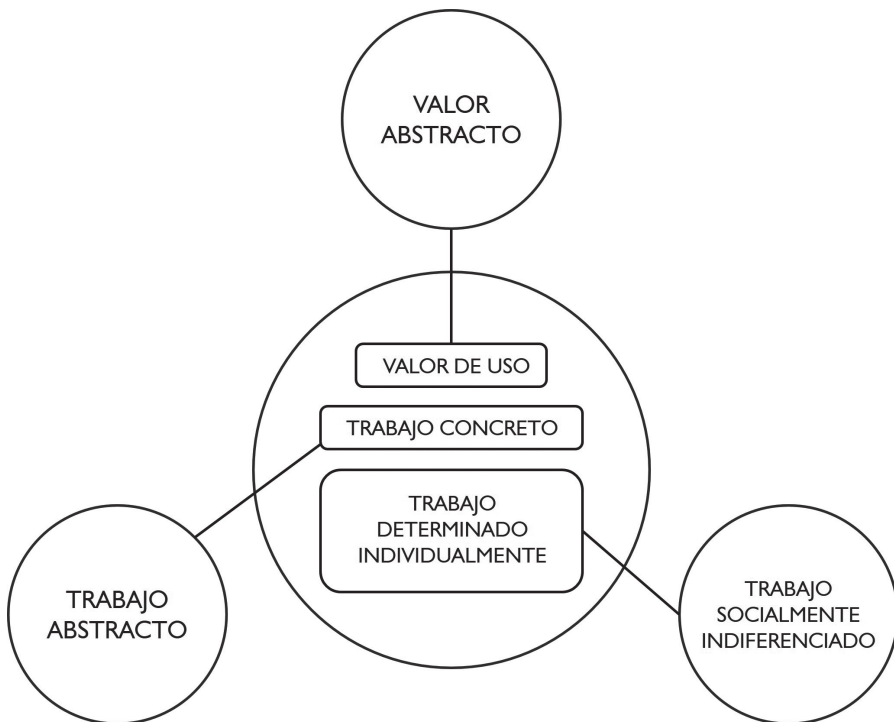 VALOR
ABSTRACTO
VALOR DE USO
TRABAJO CONCRETO
TRABAJO
DETERMINADO
INDIVIDUALMENTE
TRABAJO
ABSTRACTO
TRABAJO
SOCIALMENTE
INDIFERENCIADO